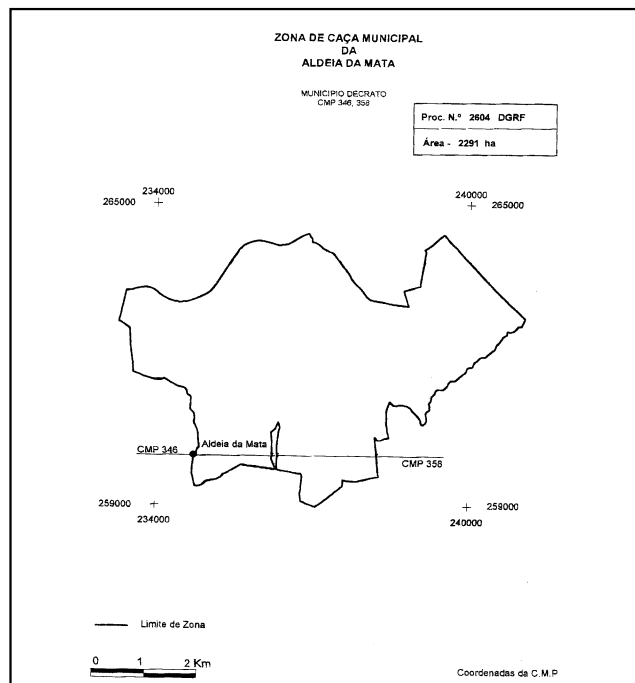 ZONA DE CAÇA MUNICIPAL
DA
ALDEIA DA MATA
MUNICIPIO DECRATO
CMP 346, 358
Proc. N.º 2604 DGRF
Área - 2291 ha
234000
265000
240000
265000
CMP 346
Aldeia da Mata
CMP 358
259000
234000
259000
240000
Limite de Zona
0 1 2 Km
Coordenadas da C.M.P